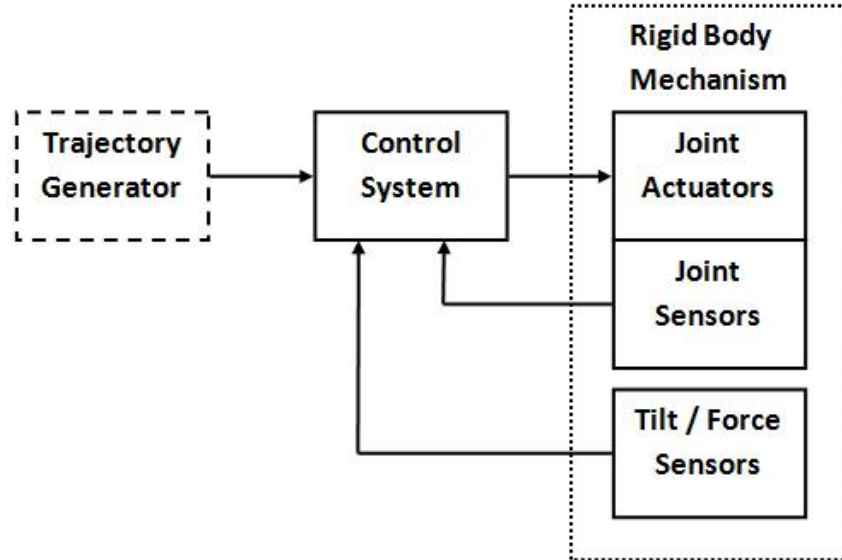 Rigid Body
Mechanism
Trajectory
Generator
Control
System
Joint
Actuators
Joint
Sensors
Tilt / Force
Sensors